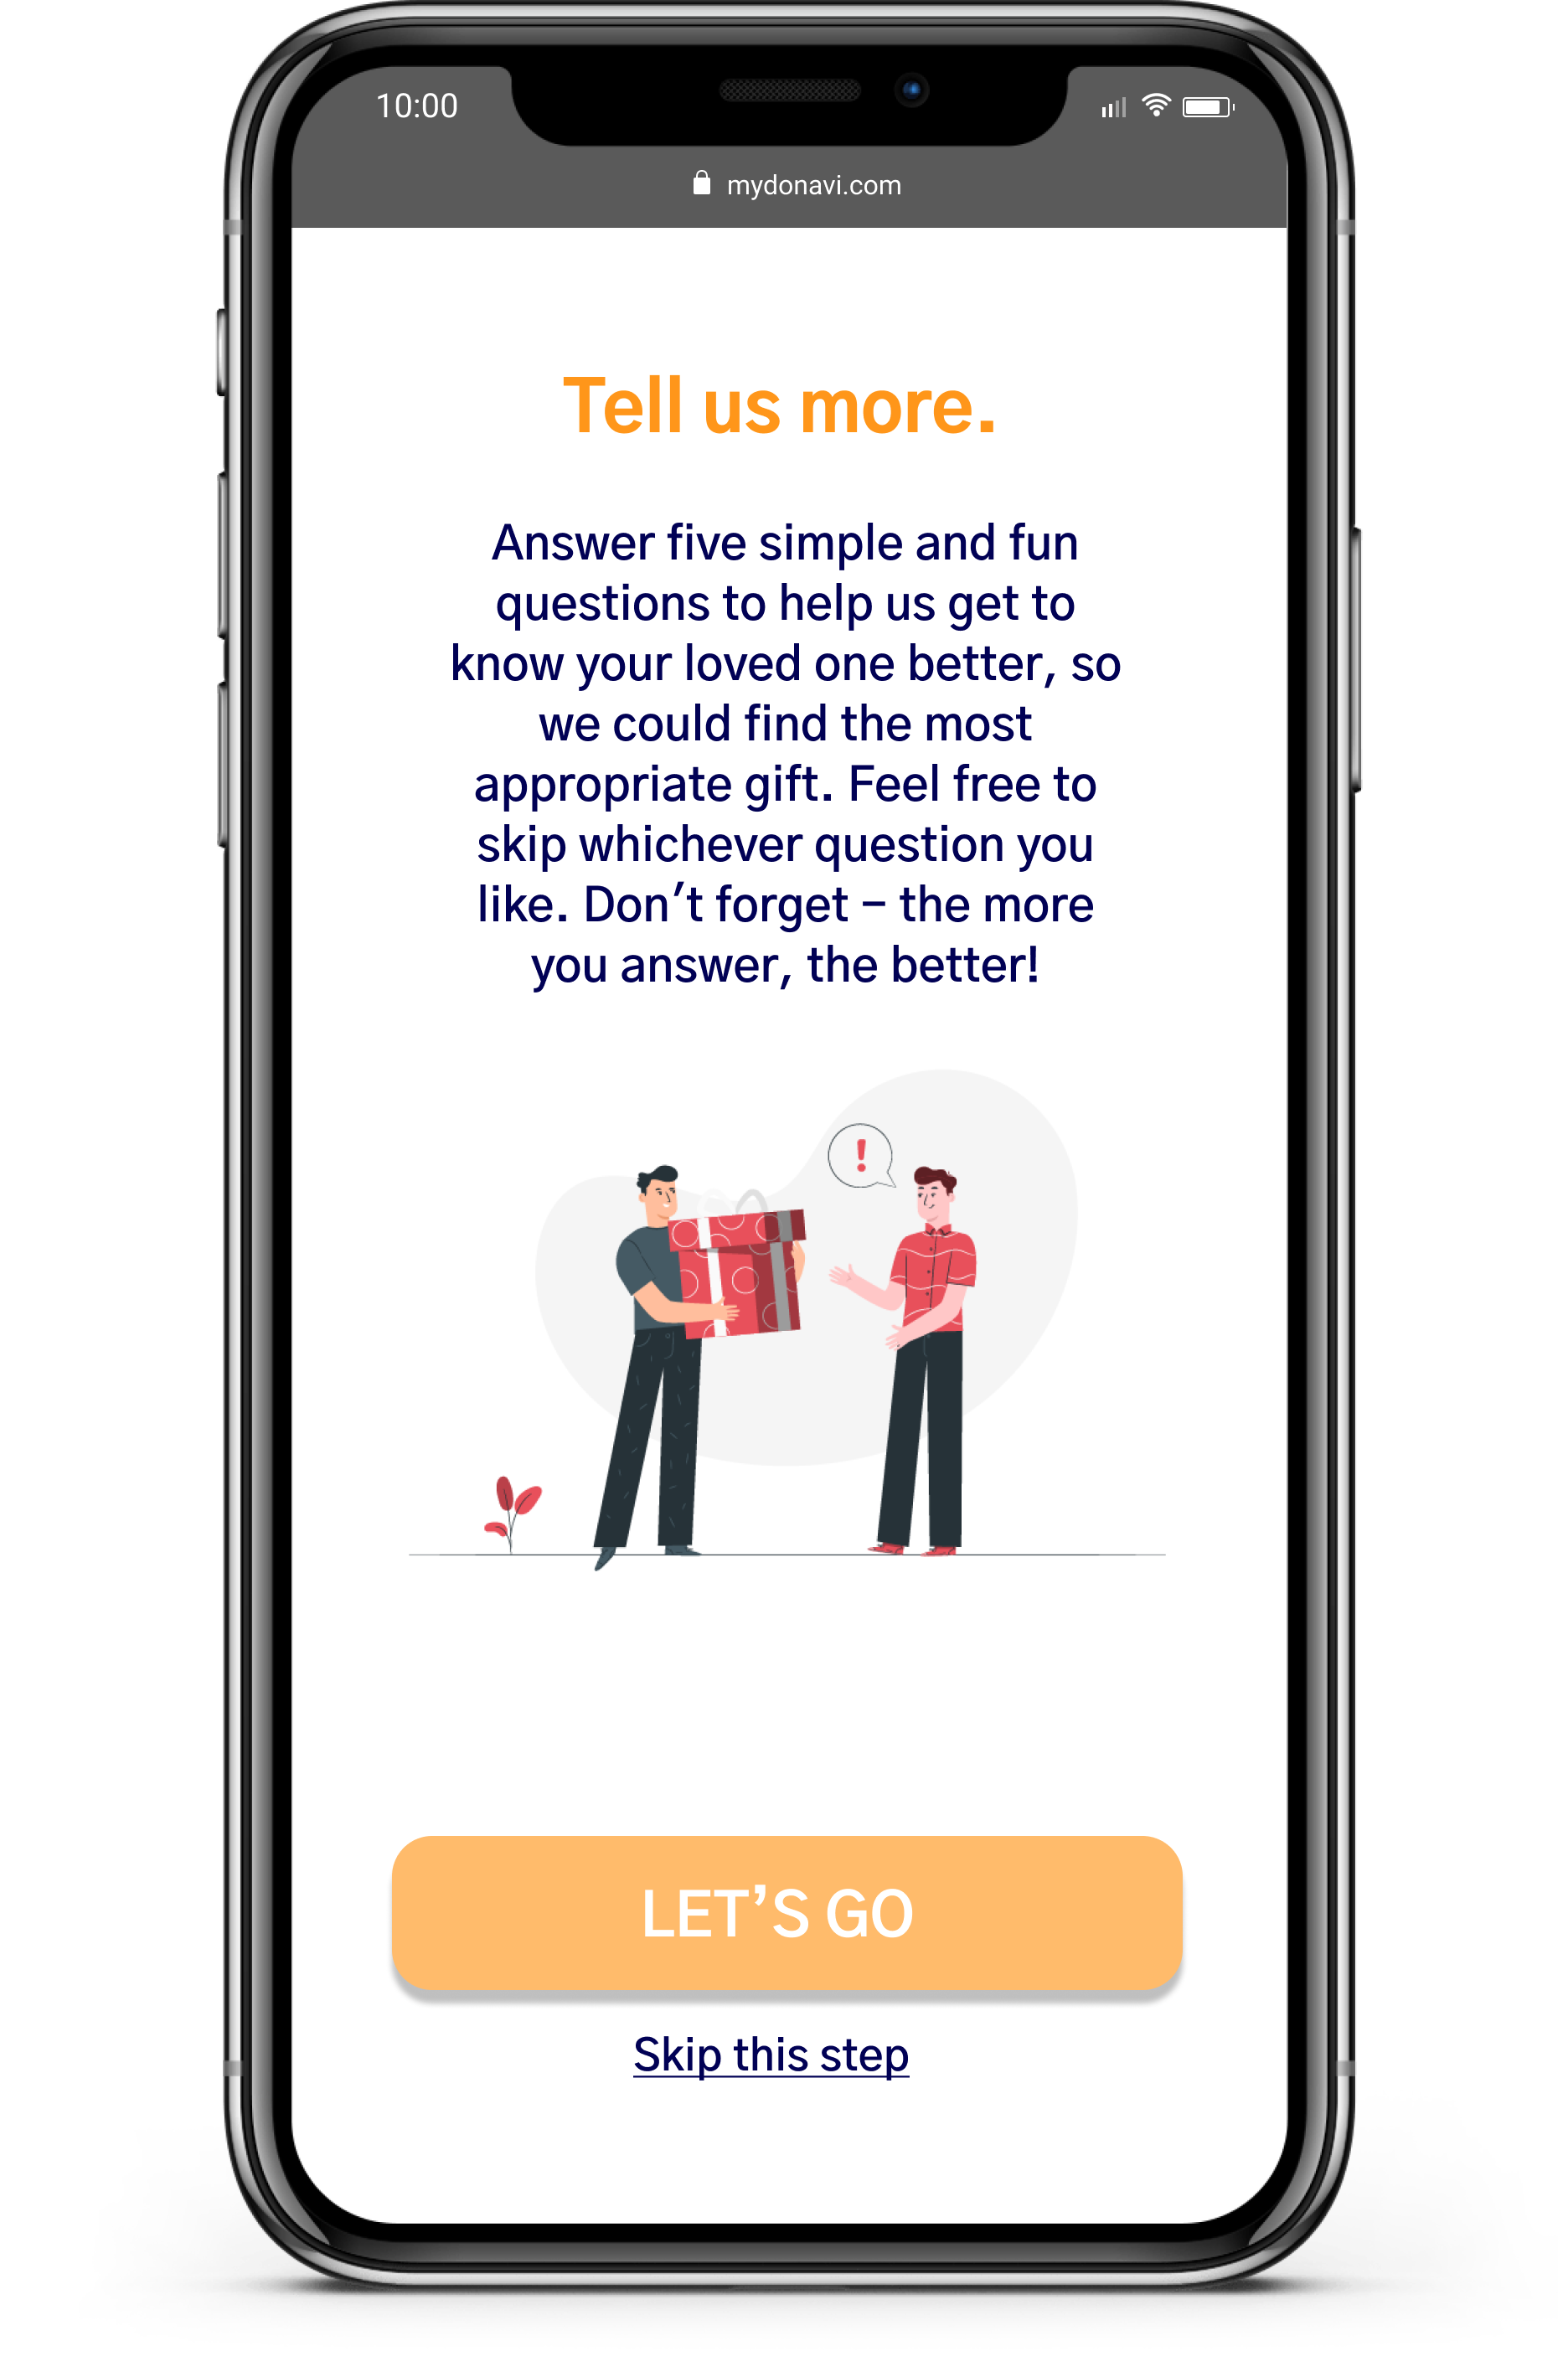 10:00
mydonavi.com
Tell us more.
Answer five simple and fun
questions to help us get to
know your loved one better, so
we could find the most
appropriate gift. Feel free to
skip whichever question you
like. Don't forget – the more
you answer, the better!
!
LET’S GO
Skip this step